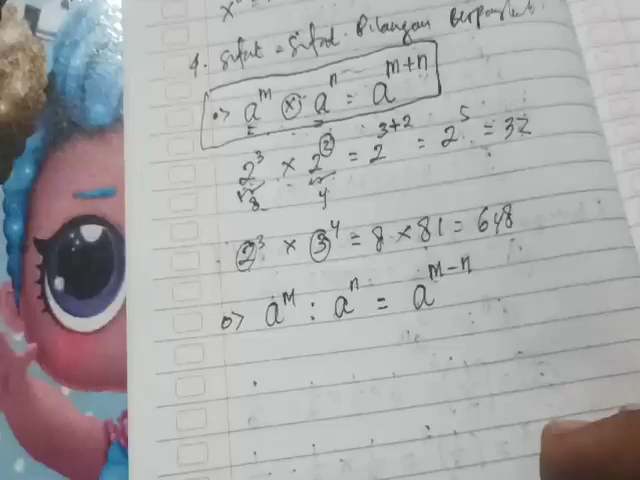 4. Sifat - Sifat Bilangan Berpangkat.
=> a^m (x) a^n = a^{m+n}
2^3 × 2^2 = 2^{3+2} = 2^5 = 32
8 4
2^3 × 3^4 = 8 × 81 = 648
=> a^m : a^n = a^{m-n}